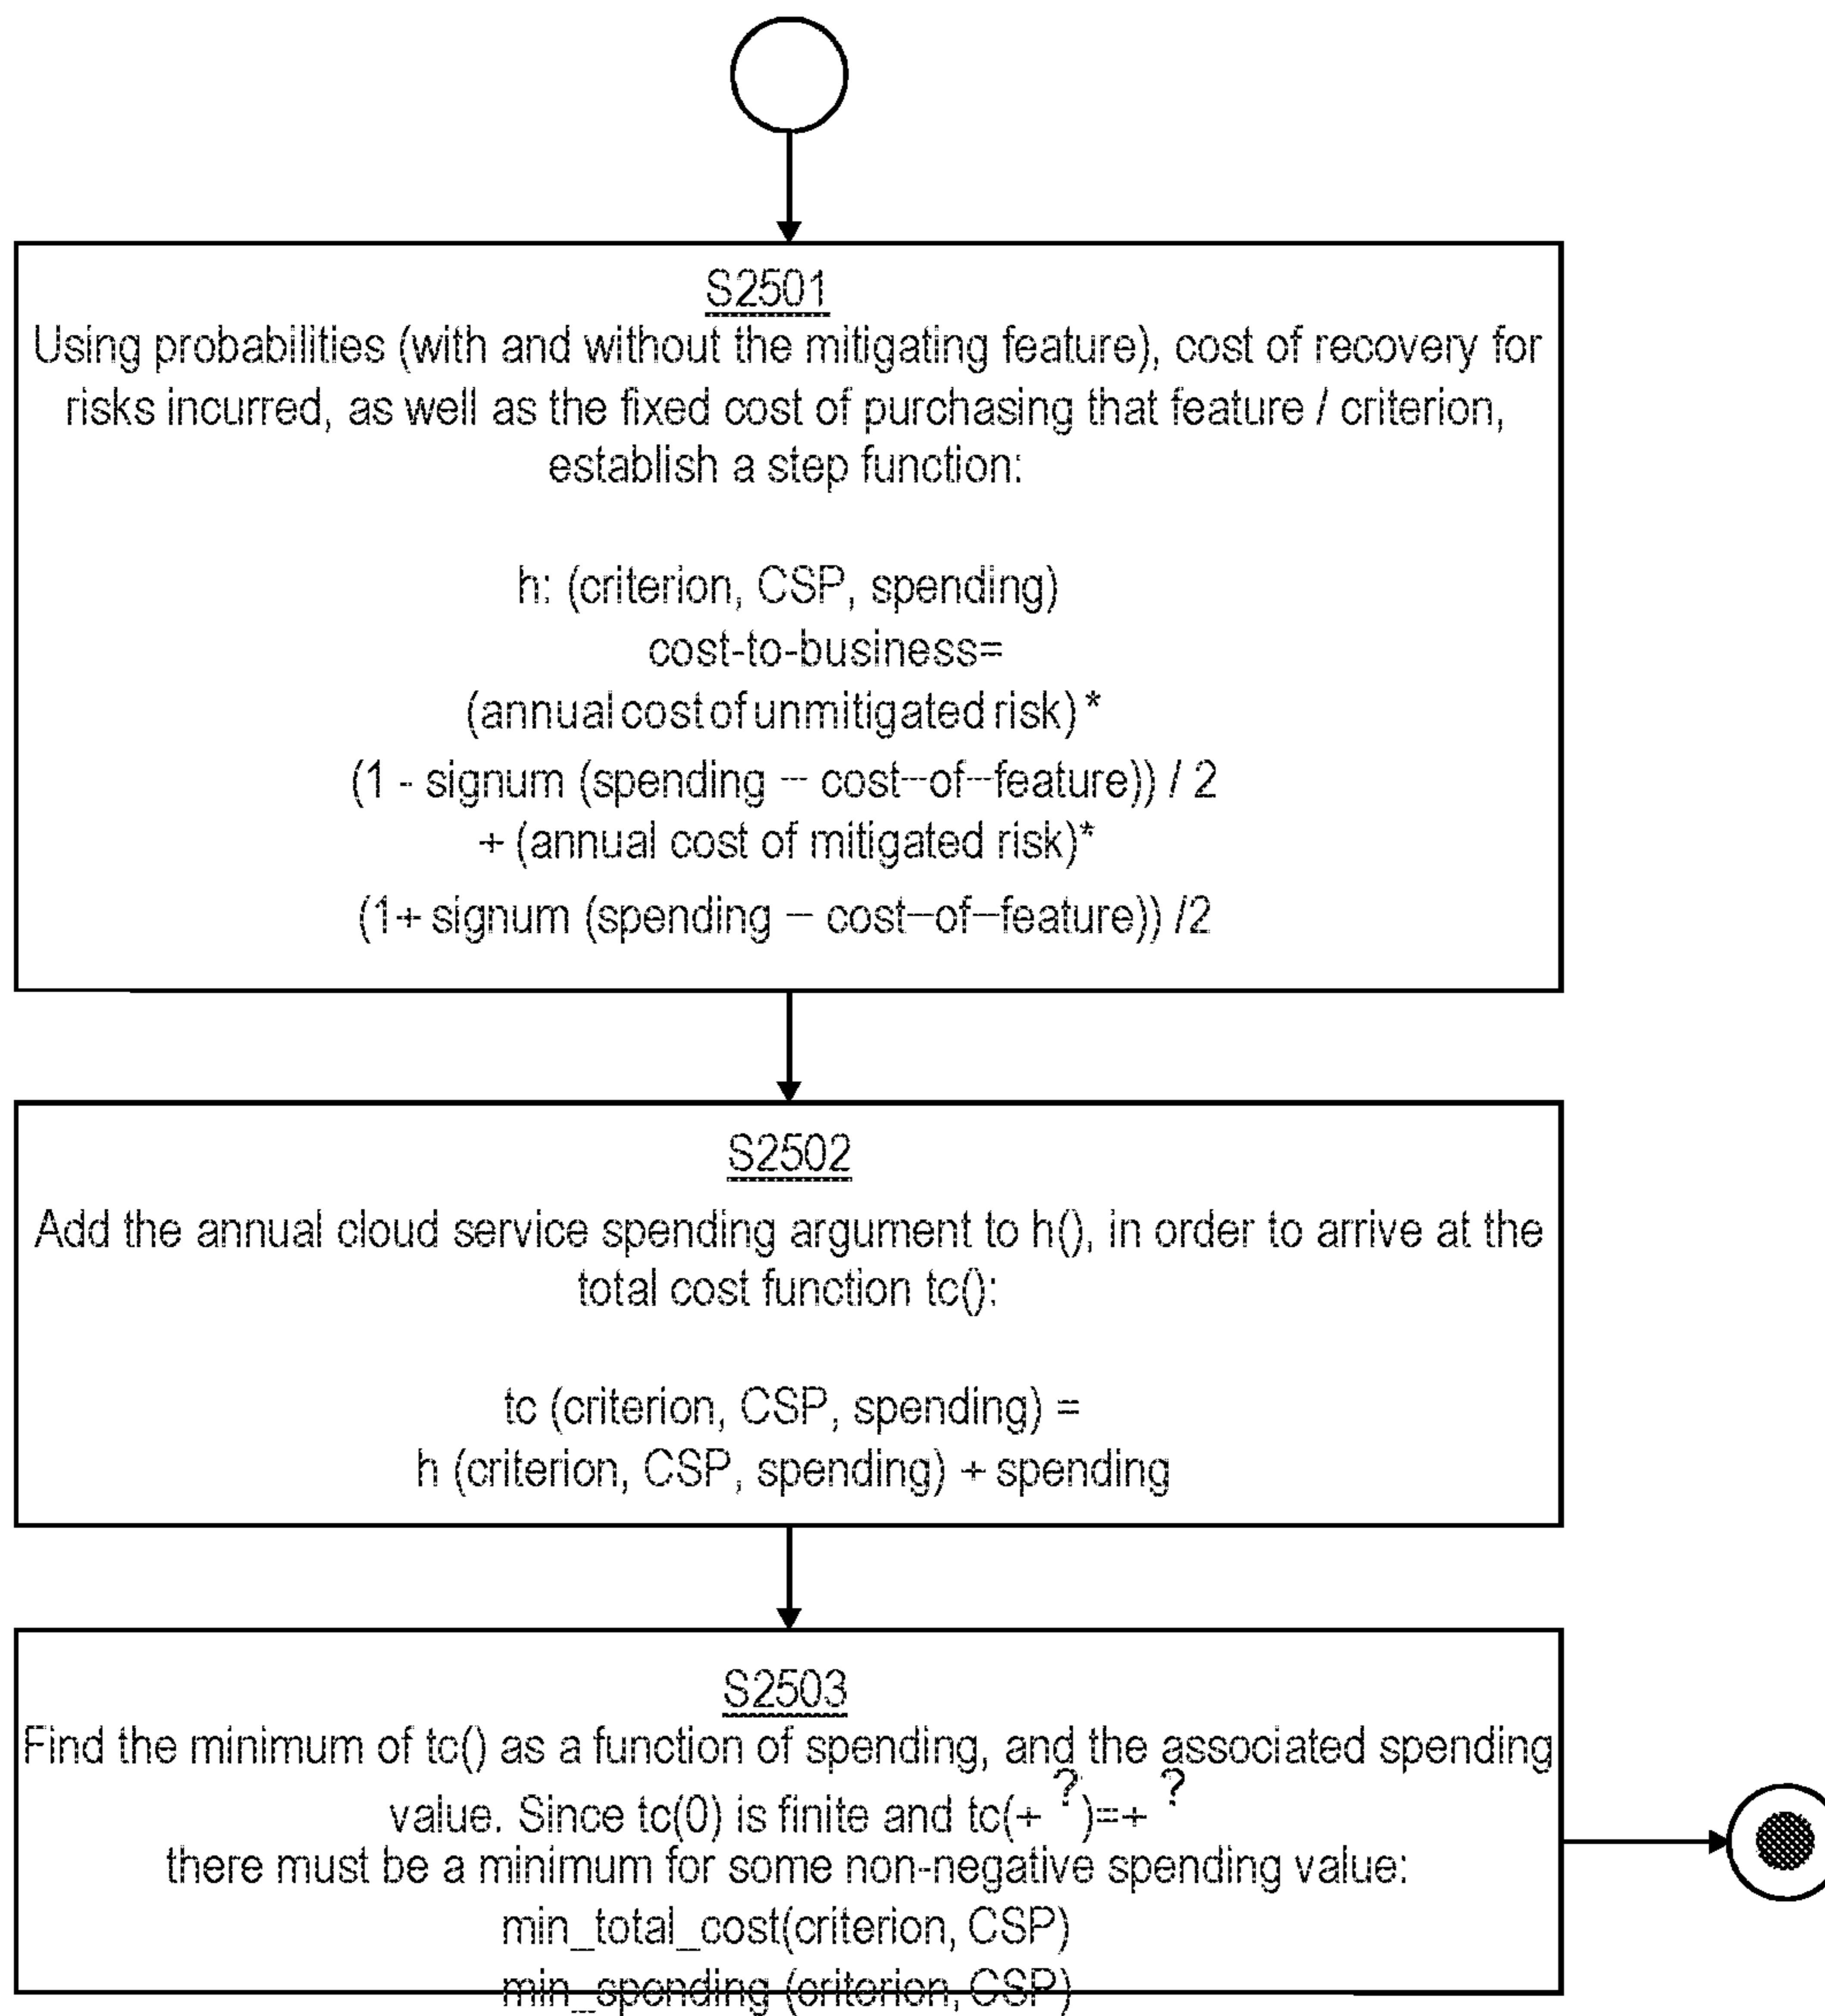 S2501
Using probabilities (with and without the mitigating feature), cost of recovery for
risks incurred, as well as the fixed cost of purchasing that feature / criterion,
establish a step function:
h: (criterion, CSP, spending)
cost-to-business=
(annual cost of unmitigated risk) *
(1 - signum (spending – cost–of–feature)) / 2
+ (annual cost of mitigated risk)*
(1+ signum (spending – cost–of–feature)) /2
S2502
Add the annual cloud service spending argument to h(), in order to arrive at the
total cost function tc():
tc (criterion, CSP, spending) =
h (criterion, CSP, spending) + spending
S2503
Find the minimum of tc() as a function of spending, and the associated spending
value. Since tc(0) is finite and tc(+ ?)=+ ?
there must be a minimum for some non-negative spending value:
min_total_cost(criterion, CSP)
min_spending (criterion, CSP)